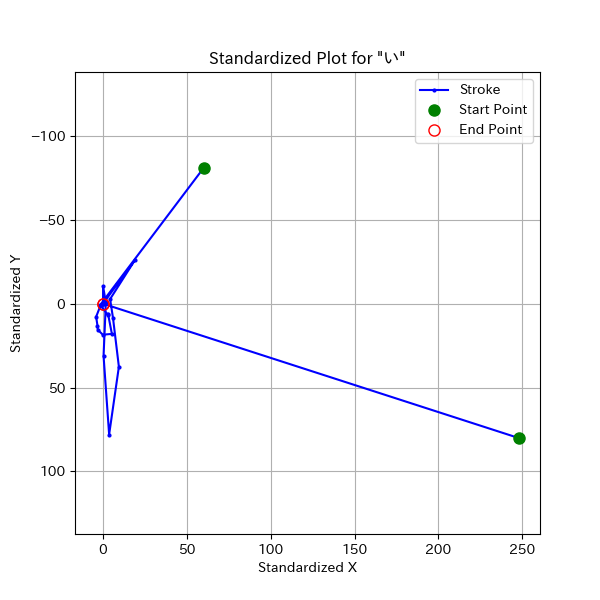 Standardized Plot for "い"
Stroke
Start Point
End Point
−100
−50
0
50
100
Standardized Y
0
50
100
150
200
250
Standardized X